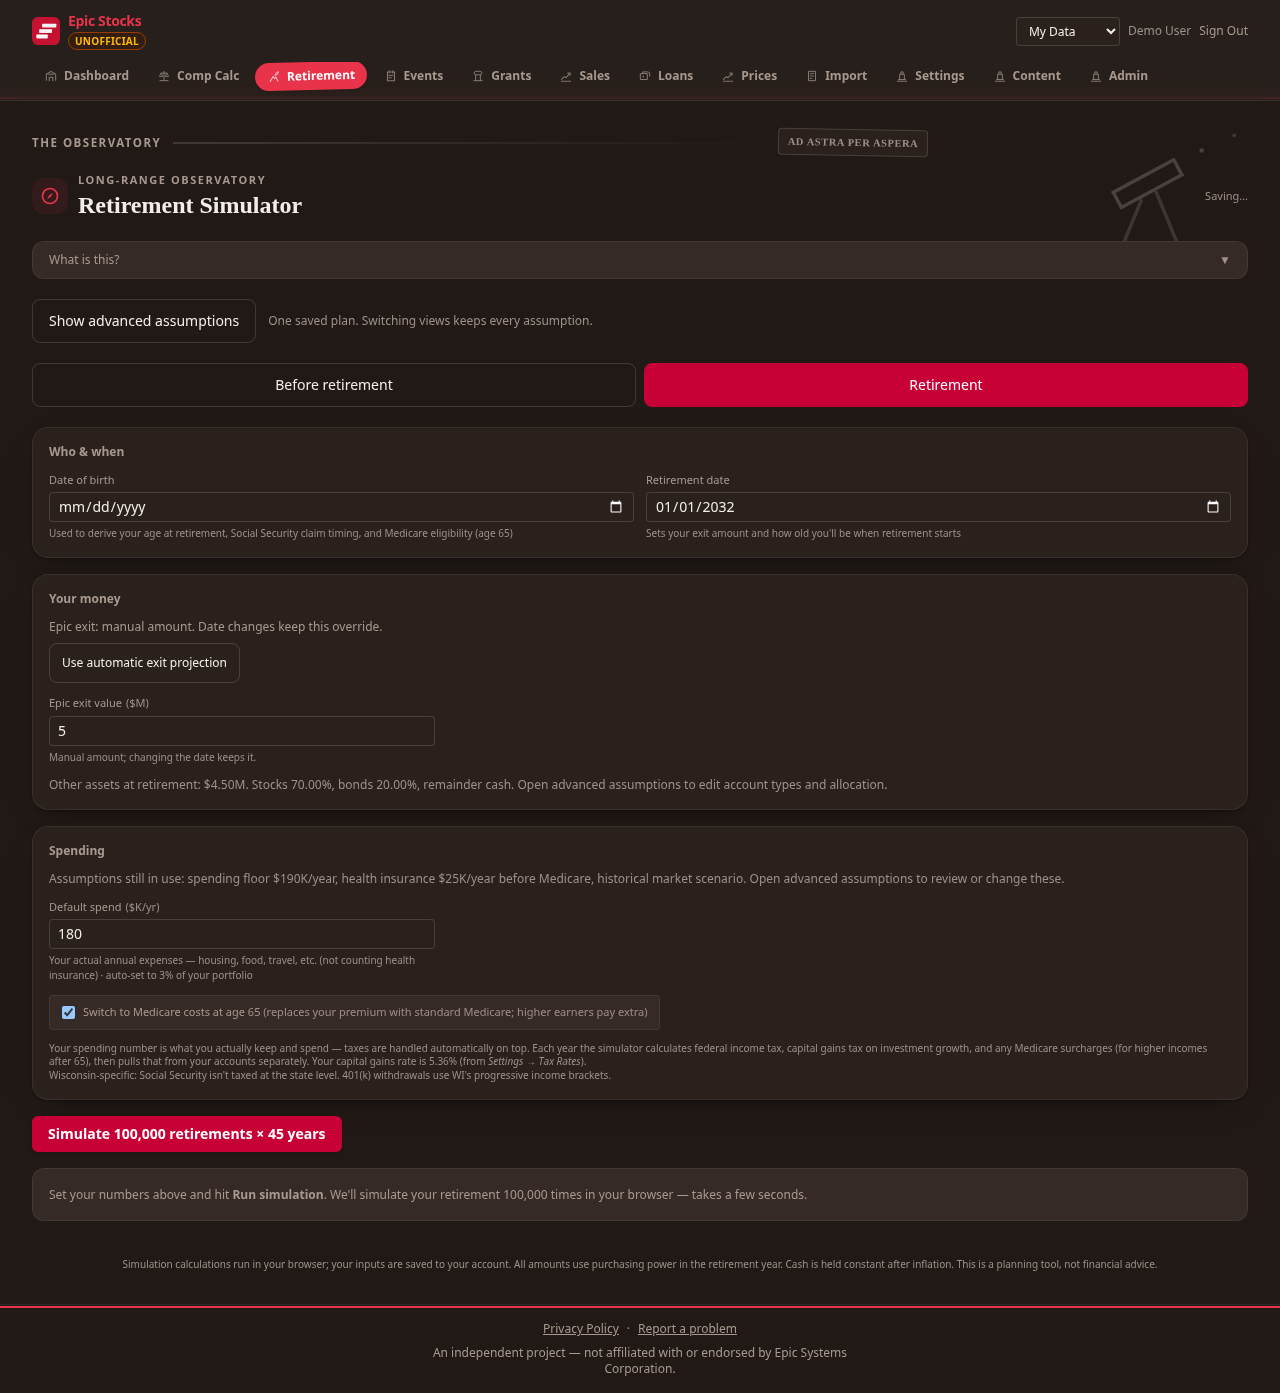 Epic Stocks
UNOFFICIAL
My Data
Demo User
Sign Out
Dashboard
Comp Calc
Retirement
Events
Grants
Sales
Loans
Prices
Import
Settings
Content
Admin
THE OBSERVATORY
AD ASTRA PER ASPERA
LONG-RANGE OBSERVATORY
Retirement Simulator
Saving...
What is this?
Show advanced assumptions
One saved plan. Switching views keeps every assumption.
Before retirement
Retirement
Who & when
Date of birth
Retirement date
mm/dd/yyyy
01/01/2032
Used to derive your age at retirement, Social Security claim timing, and Medicare eligibility (age 65)
Sets your exit amount and how old you'll be when retirement starts
Your money
Epic exit: manual amount. Date changes keep this override.
Use automatic exit projection
Epic exit value ($M)
5
Manual amount; changing the date keeps it.
Other assets at retirement: $4.50M. Stocks 70.00%, bonds 20.00%, remainder cash. Open advanced assumptions to edit account types and allocation.
Spending
Assumptions still in use: spending floor $190K/year, health insurance $25K/year before Medicare, historical market scenario. Open advanced assumptions to review or change these.
Default spend ($K/yr)
180
Your actual annual expenses — housing, food, travel, etc. (not counting health
insurance) · auto-set to 3% of your portfolio
Switch to Medicare costs at age 65 (replaces your premium with standard Medicare; higher earners pay extra)
Your spending number is what you actually keep and spend — taxes are handled automatically on top. Each year the simulator calculates federal income tax, capital gains tax on investment growth, and any Medicare surcharges (for higher incomes
after 65), then pulls that from your accounts separately. Your capital gains rate is 5.36% (from Settings → Tax Rates).
Wisconsin-specific: Social Security isn't taxed at the state level. 401(k) withdrawals use WI's progressive income brackets.
Simulate 100,000 retirements × 45 years
Set your numbers above and hit Run simulation. We'll simulate your retirement 100,000 times in your browser — takes a few seconds.
Simulation calculations run in your browser; your inputs are saved to your account. All amounts use purchasing power in the retirement year. Cash is held constant after inflation. This is a planning tool, not financial advice.
Privacy Policy · Report a problem
An independent project — not affiliated with or endorsed by Epic Systems
Corporation.